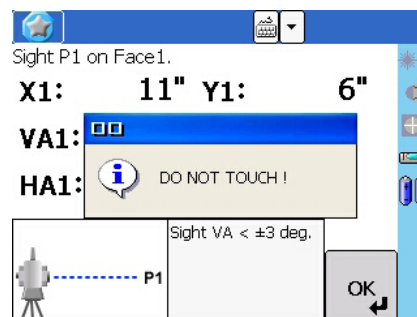 Sight P1 on Face1.
X1: 11" Y1: 6"
VA1:
HA1:
DO NOT TOUCH !
Sight VA < ±3 deg.
P1
OK